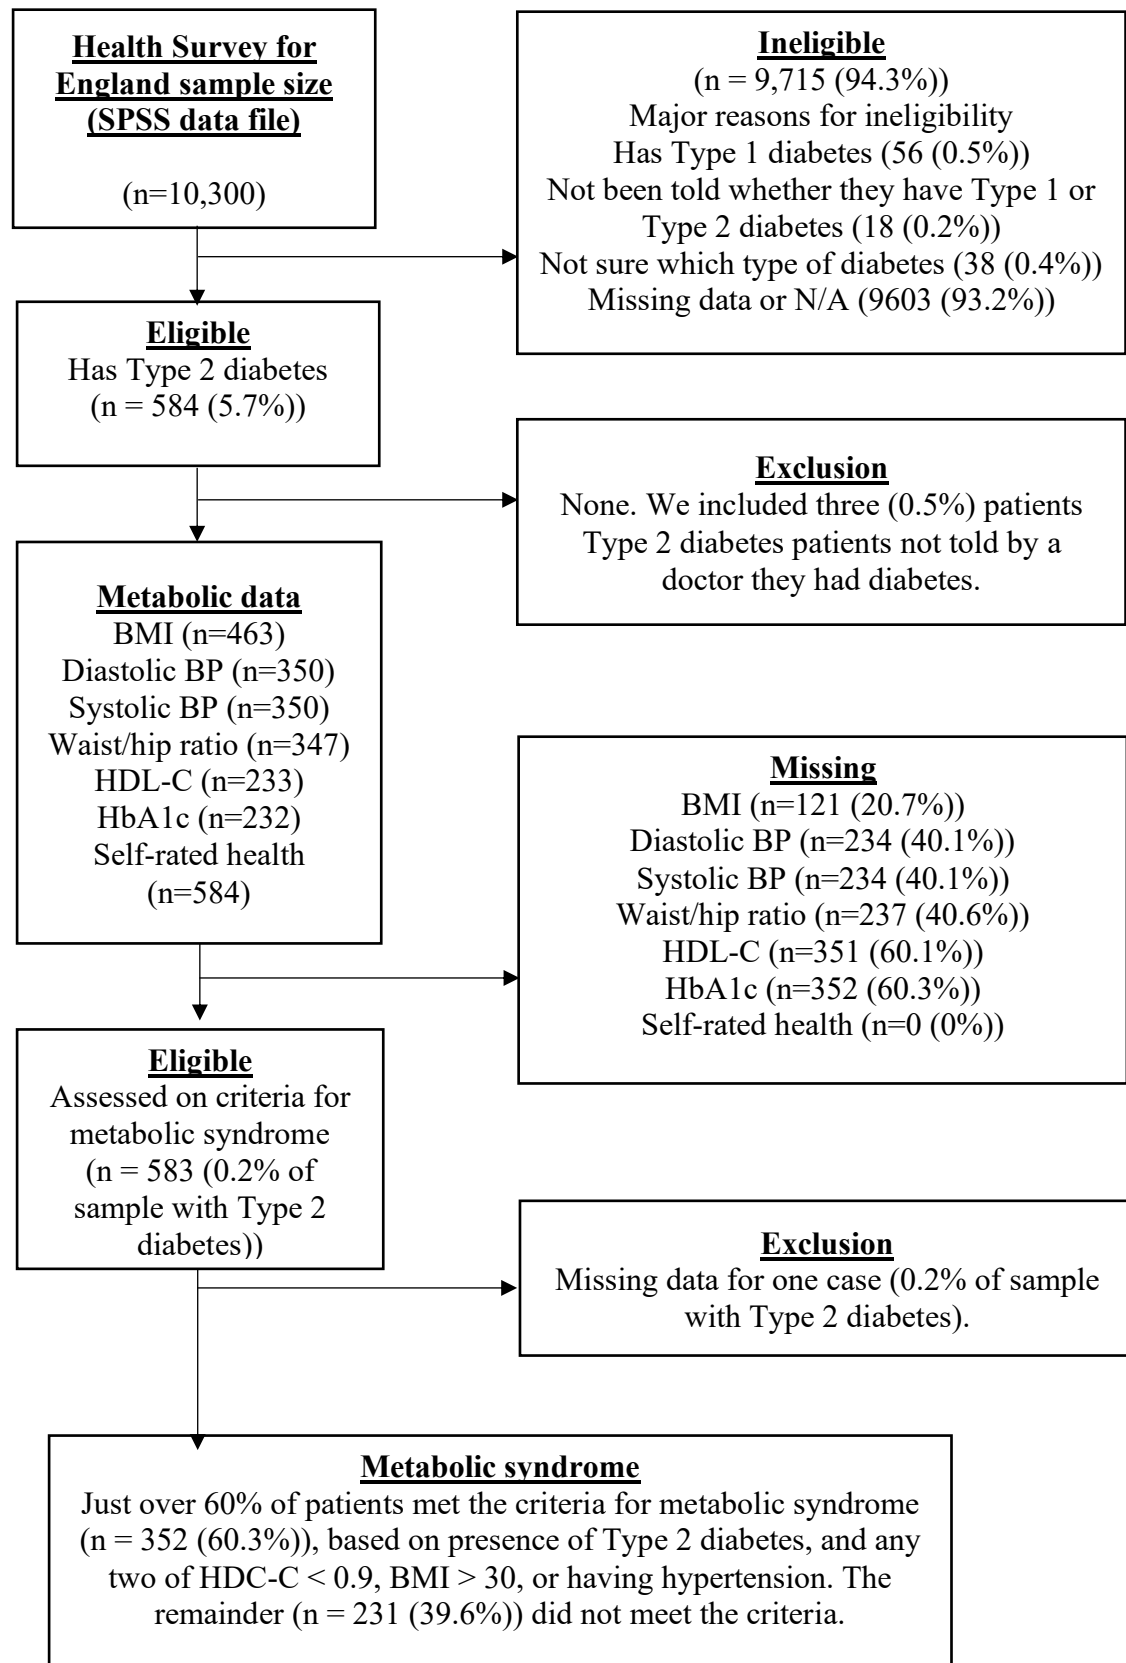 Health Survey for
England sample size
(SPSS data file)
(n=10,300)
Ineligible
(n = 9,715 (94.3%))
Major reasons for ineligibility
Has Type 1 diabetes (56 (0.5%))
Not been told whether they have Type 1 or
Type 2 diabetes (18 (0.2%))
Not sure which type of diabetes (38 (0.4%))
Missing data or N/A (9603 (93.2%))
Eligible
Has Type 2 diabetes
(n = 584 (5.7%))
Exclusion
None. We included three (0.5%) patients
Type 2 diabetes patients not told by a
doctor they had diabetes.
Metabolic data
BMI (n=463)
Diastolic BP (n=350)
Systolic BP (n=350)
Waist/hip ratio (n=347)
HDL-C (n=233)
HbA1c (n=232)
Self-rated health
(n=584)
Missing
BMI (n=121 (20.7%))
Diastolic BP (n=234 (40.1%))
Systolic BP (n=234 (40.1%))
Waist/hip ratio (n=237 (40.6%))
HDL-C (n=351 (60.1%))
HbA1c (n=352 (60.3%))
Self-rated health (n=0 (0%))
Eligible
Assessed on criteria for
metabolic syndrome
(n = 583 (0.2% of
sample with Type 2
diabetes))
Exclusion
Missing data for one case (0.2% of sample
with Type 2 diabetes).
Metabolic syndrome
Just over 60% of patients met the criteria for metabolic syndrome
(n = 352 (60.3%)), based on presence of Type 2 diabetes, and any
two of HDC-C < 0.9, BMI > 30, or having hypertension. The
remainder (n = 231 (39.6%)) did not meet the criteria.